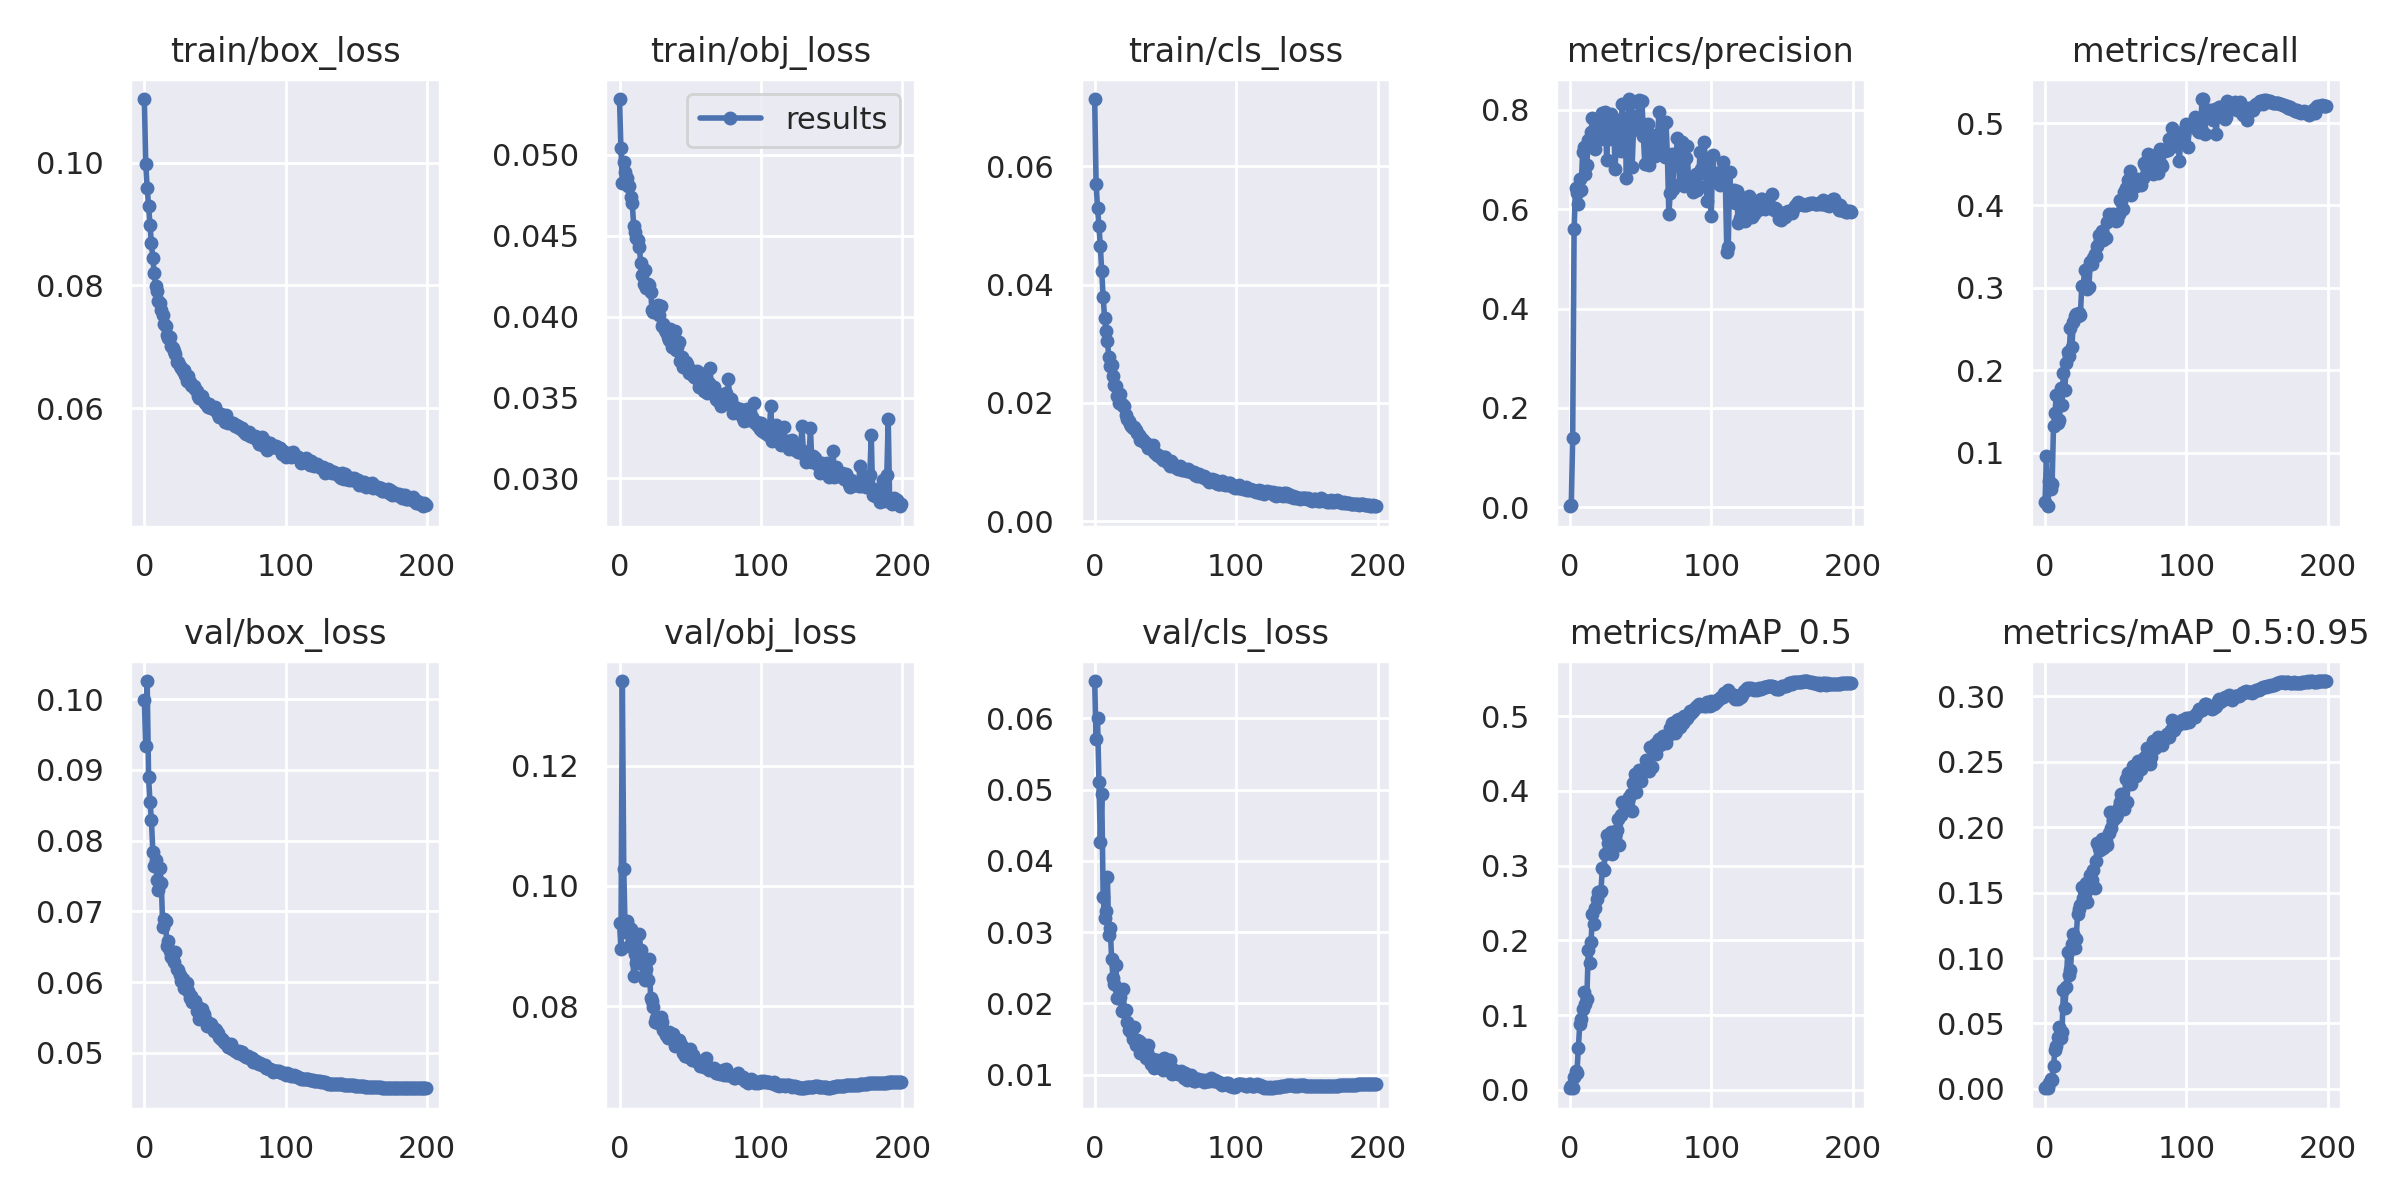 train/box_loss
train/obj_loss
train/cls_loss
metrics/precision
metrics/recall
results
0.10
0.08
0.06
0 100 200
0.050
0.045
0.040
0.035
0.030
0 100 200
0.06
0.04
0.02
0.00
0 100 200
0.8
0.6
0.4
0.2
0.0
0 100 200
0.5
0.4
0.3
0.2
0.1
0 100 200
val/box_loss
val/obj_loss
val/cls_loss
metrics/mAP_0.5
metrics/mAP_0.5:0.95
0.10
0.09
0.08
0.07
0.06
0.05
0 100 200
0.12
0.10
0.08
0 100 200
0.06
0.05
0.04
0.03
0.02
0.01
0 100 200
0.5
0.4
0.3
0.2
0.1
0.0
0 100 200
0.30
0.25
0.20
0.15
0.10
0.05
0.00
0 100 200